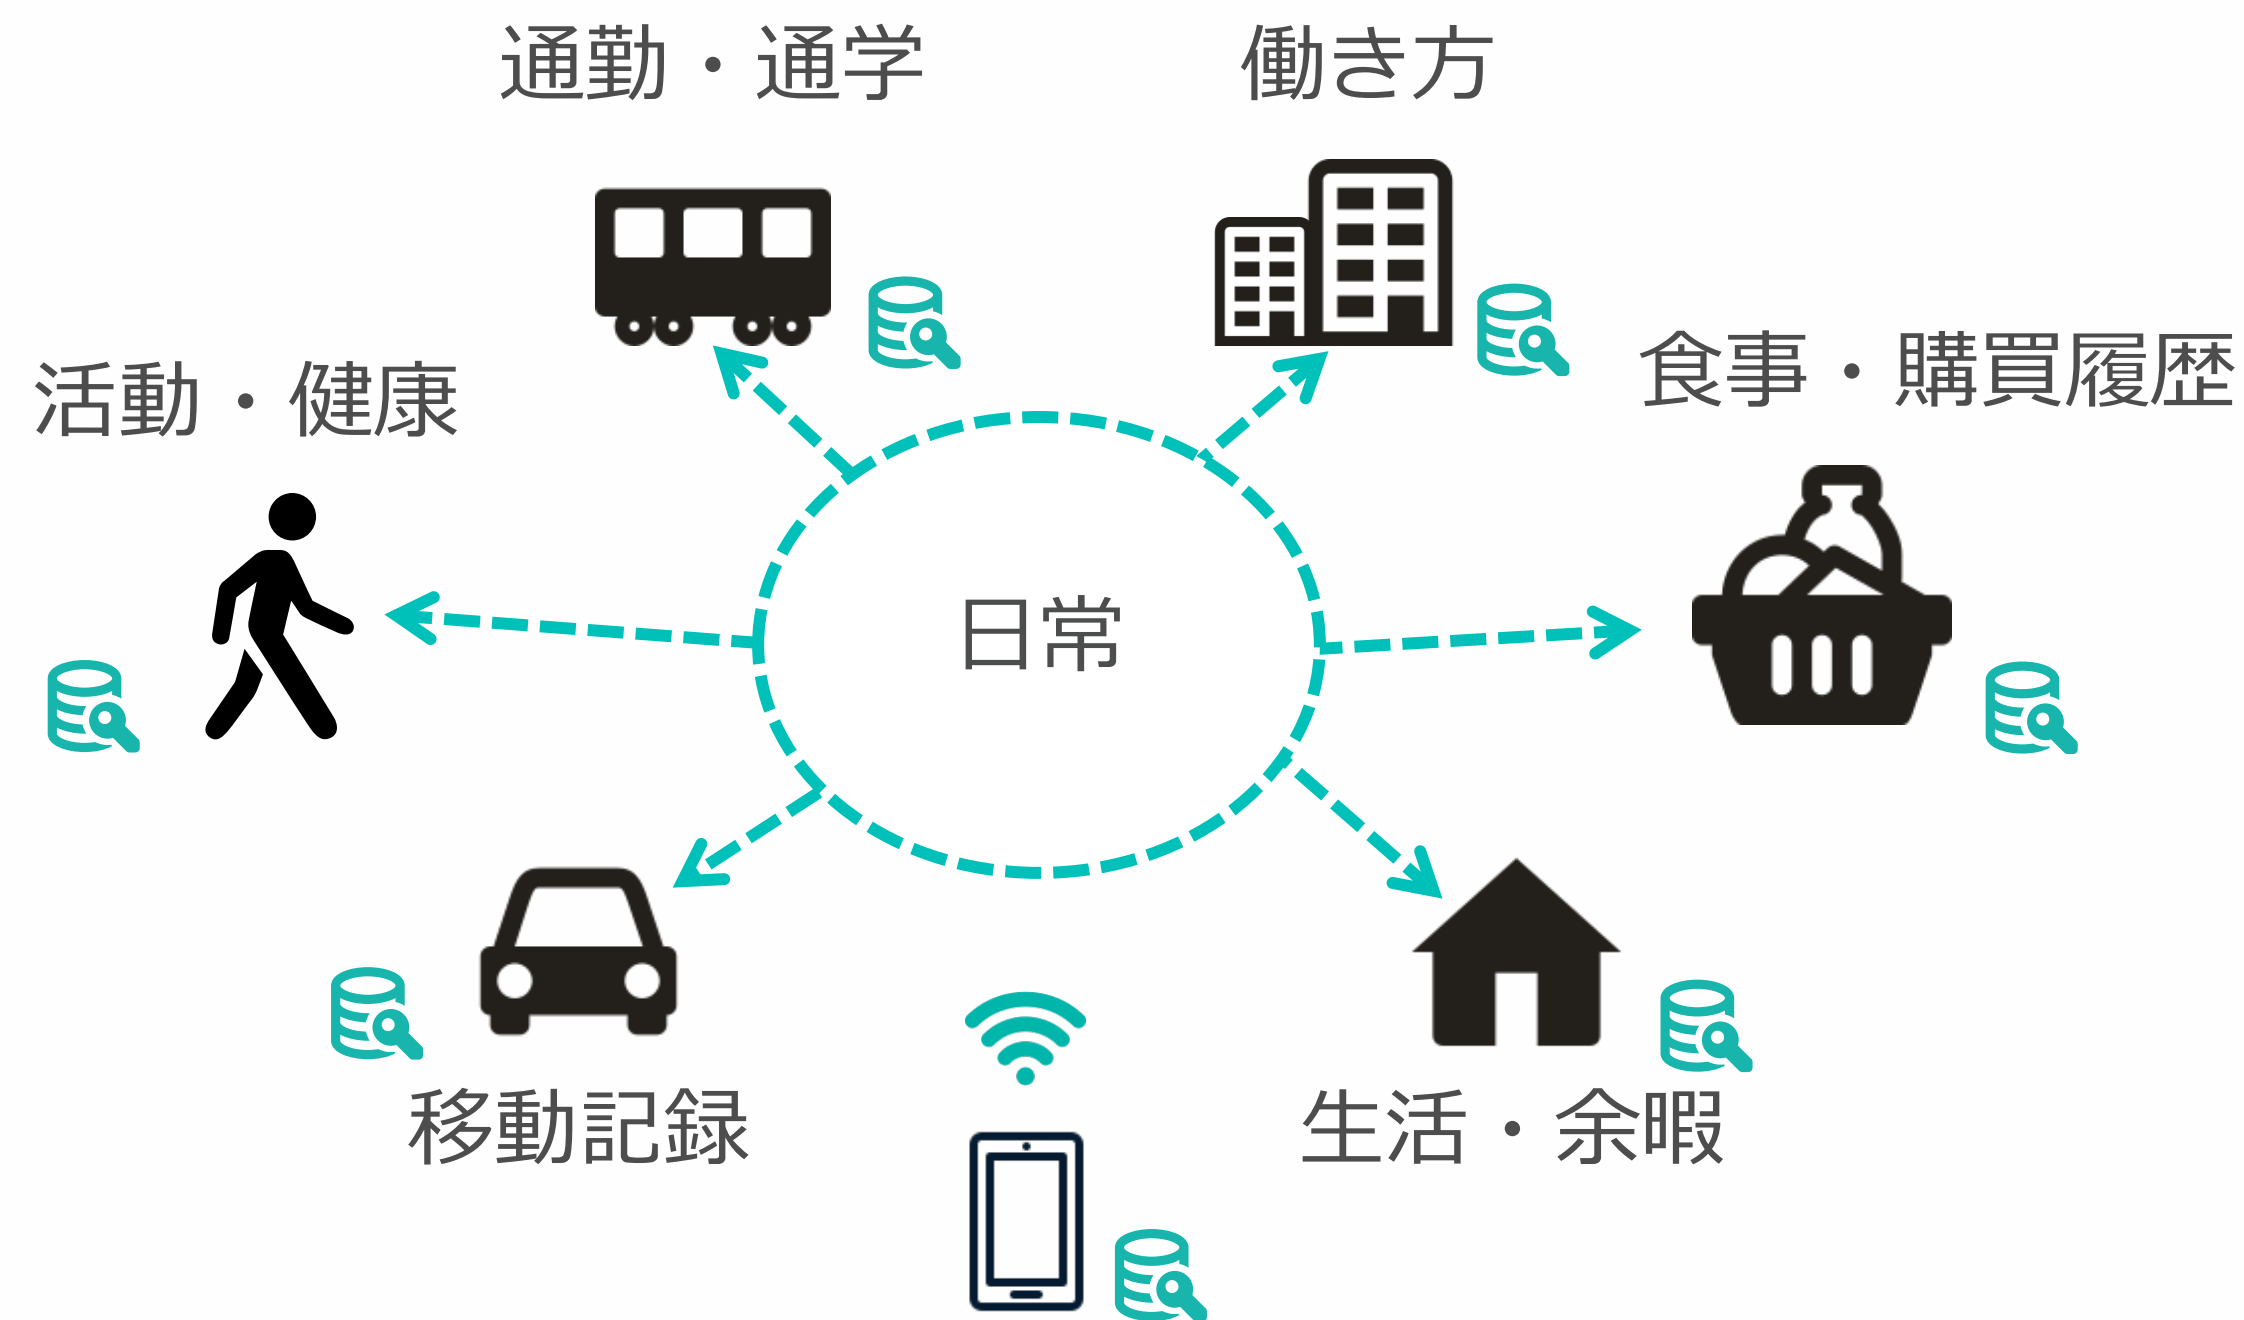 通勤・通学
働き方
食事・購買履歴
活動・健康
日常
移動記録
生活・余暇